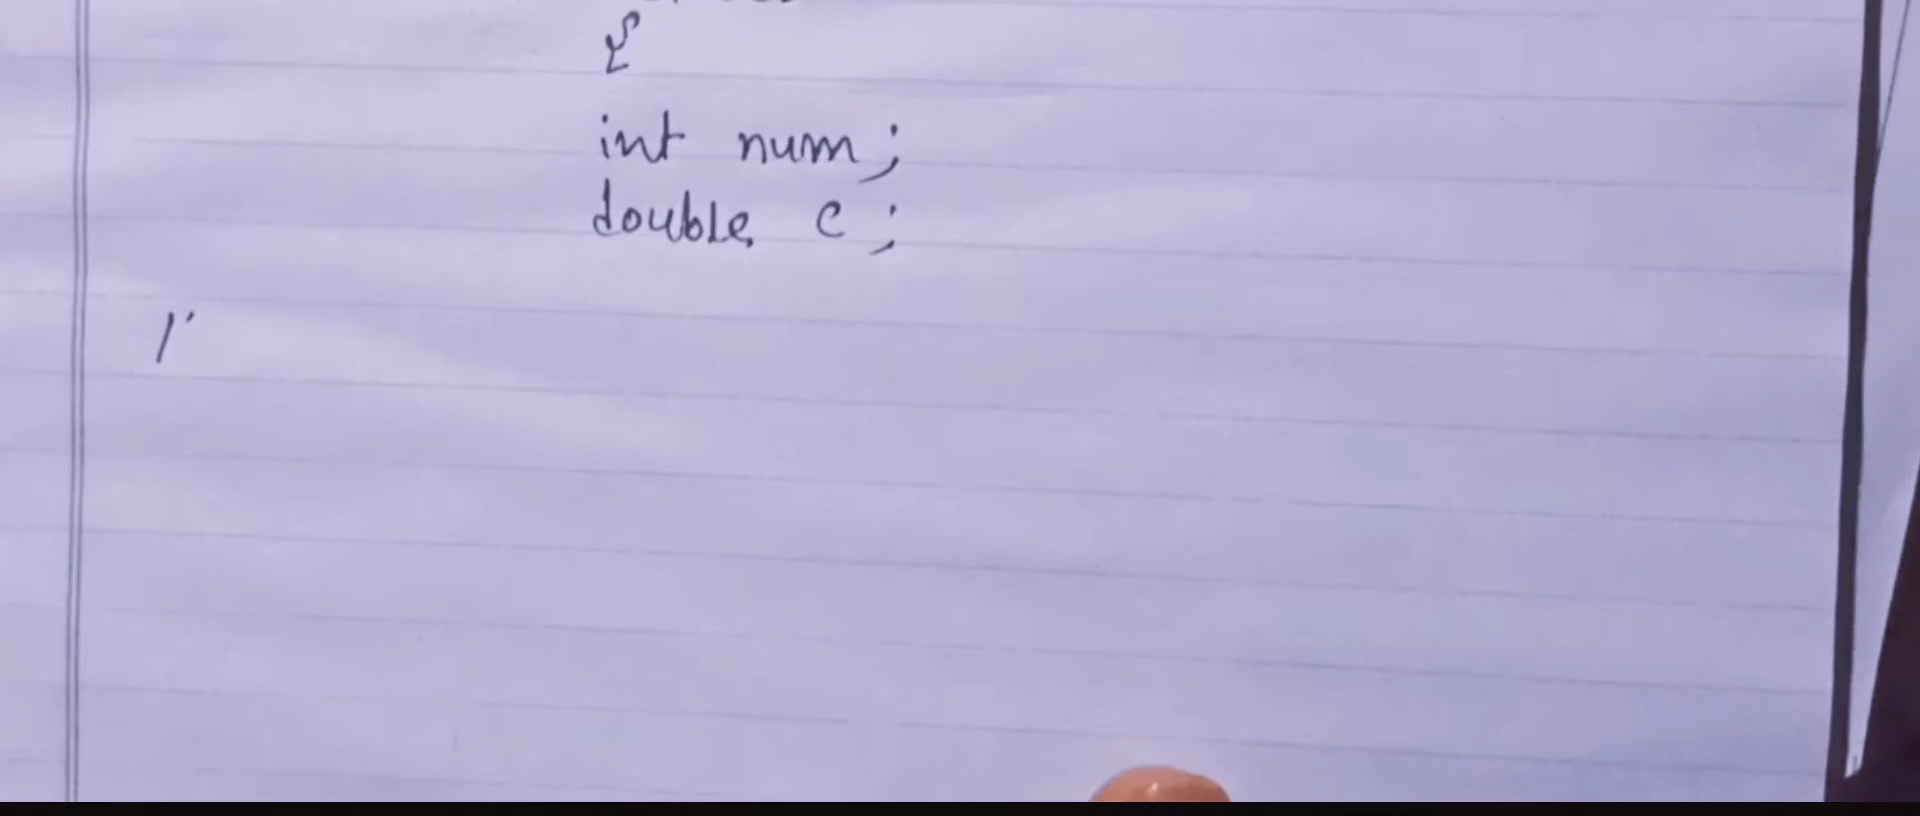 {
int num;
double c;